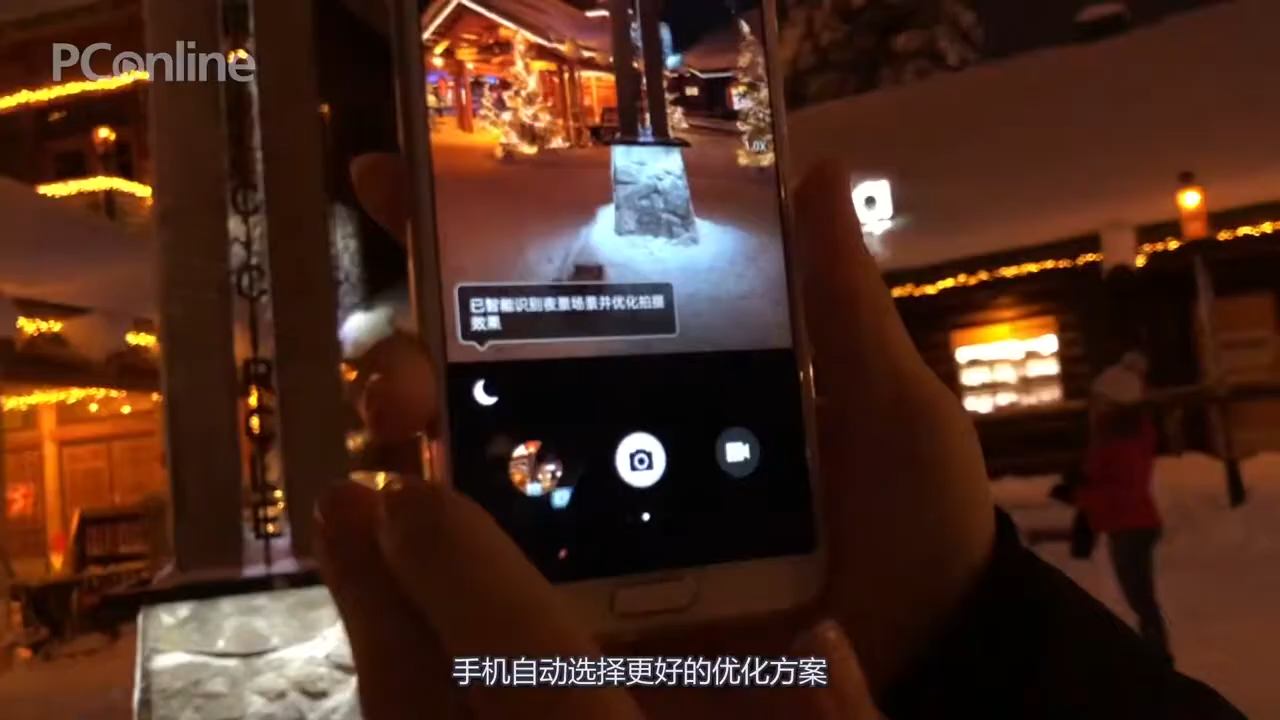 PConline
1.0X
已智能识别夜景场景并优化拍摄
效果
手机自动选择更好的优化方案